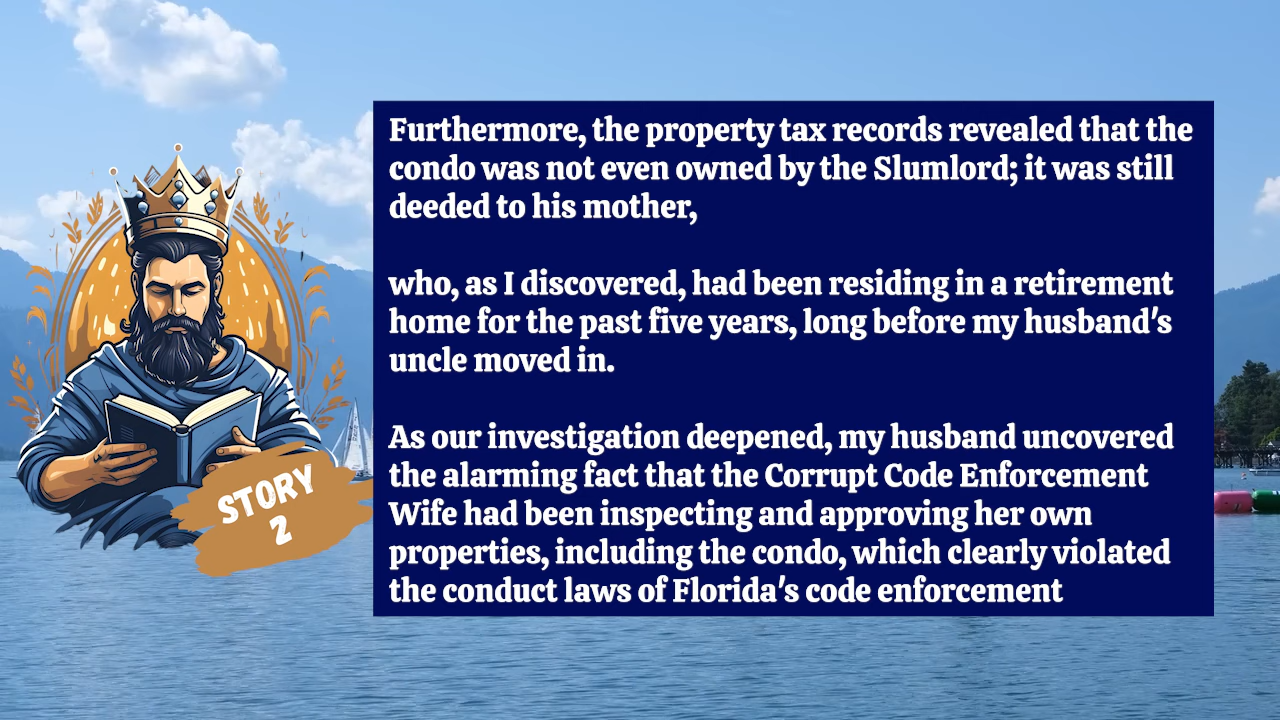 Furthermore, the property tax records revealed that the
condo was not even owned by the Slumlord; it was still
deeded to his mother,
who, as I discovered, had been residing in a retirement
home for the past five years, long before my husband's
uncle moved in.
As our investigation deepened, my husband uncovered
the alarming fact that the Corrupt Code Enforcement
Wife had been inspecting and approving her own
properties, including the condo, which clearly violated
the conduct laws of Florida's code enforcement
STORY
2